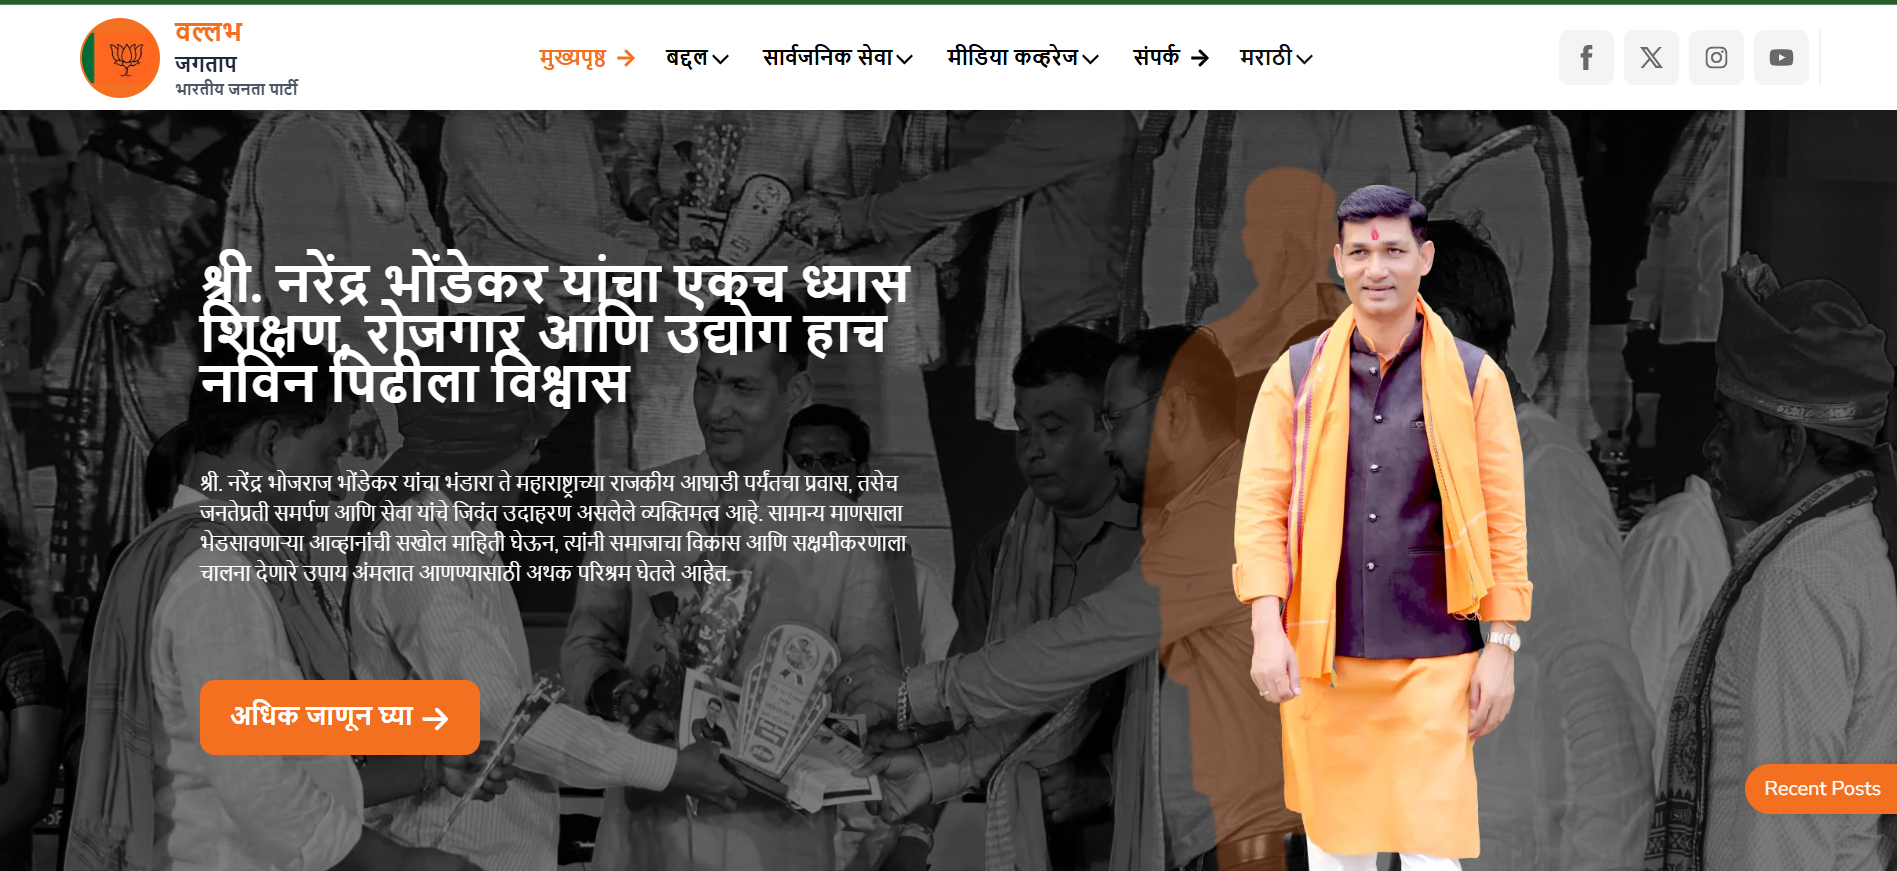 वल्लभ
जगताप
भारतीय जनता पार्टी
मुख्यपृष्ठ
बद्दल
सार्वजनिक सेवा
मीडिया कव्हरेज
संपर्क
मराठी
श्री. नरेंद्र भोंडेकर यांचा एकच ध्यास
शिक्षण, रोजगार आणि उद्योग हाच
नविन पिढीला विश्वास
श्री. नरेंद्र भोजराज भोंडेकर यांचा भंडारा ते महाराष्ट्राच्या राजकीय आघाडी पर्यंतचा प्रवास, तसेच
जनतेप्रती समर्पण आणि सेवा यांचे जिवंत उदाहरण असलेले व्यक्तिमत्व आहे. सामान्य माणसाला
भेडसावणाऱ्या आव्हानांची सखोल माहिती घेऊन, त्यांनी समाजाचा विकास आणि सक्षमीकरणाला
चालना देणारे उपाय अंमलात आणण्यासाठी अथक परिश्रम घेतले आहेत.
अधिक जाणून घ्या
Recent Posts